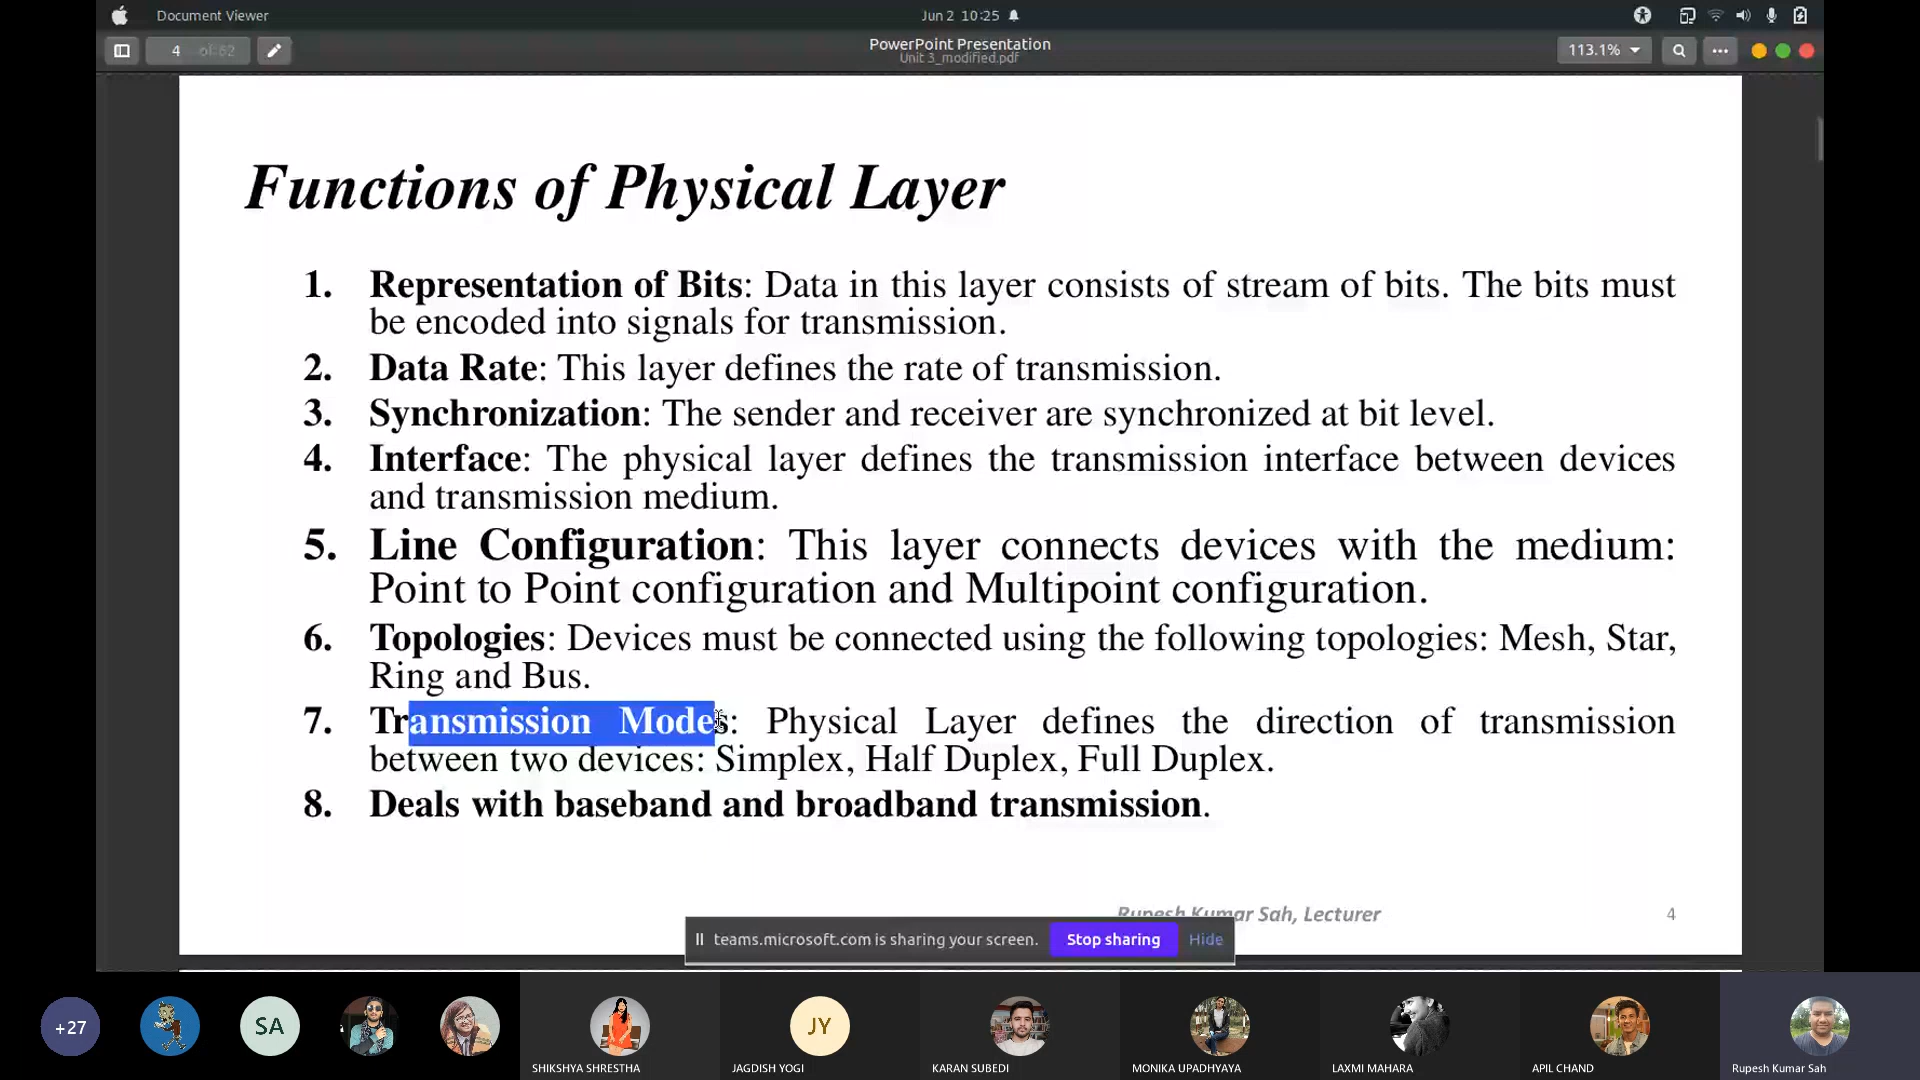 Document Viewer
Jun 2 10:25
4 of 62
PowerPoint Presentation
Unit 3_modified.pdf
113.1%
Functions of Physical Layer
1. Representation of Bits: Data in this layer consists of stream of bits. The bits must
be encoded into signals for transmission.
2. Data Rate: This layer defines the rate of transmission.
3. Synchronization: The sender and receiver are synchronized at bit level.
4. Interface: The physical layer defines the transmission interface between devices
and transmission medium.
5. Line Configuration: This layer connects devices with the medium:
Point to Point configuration and Multipoint configuration.
6. Topologies: Devices must be connected using the following topologies: Mesh, Star,
Ring and Bus.
7. Transmission Modes: Physical Layer defines the direction of transmission
between two devices: Simplex, Half Duplex, Full Duplex.
8. Deals with baseband and broadband transmission.
Rupesh Kumar Sah, Lecturer
4
teams.microsoft.com is sharing your screen.
Stop sharing
Hide
+27
SA
JY
SHIKSHYA SHRESTHA
JAGDISH YOGI
KARAN SUBEDI
MONIKA UPADHYAYA
LAXMI MAHARA
APIL CHAND
Rupesh Kumar Sah